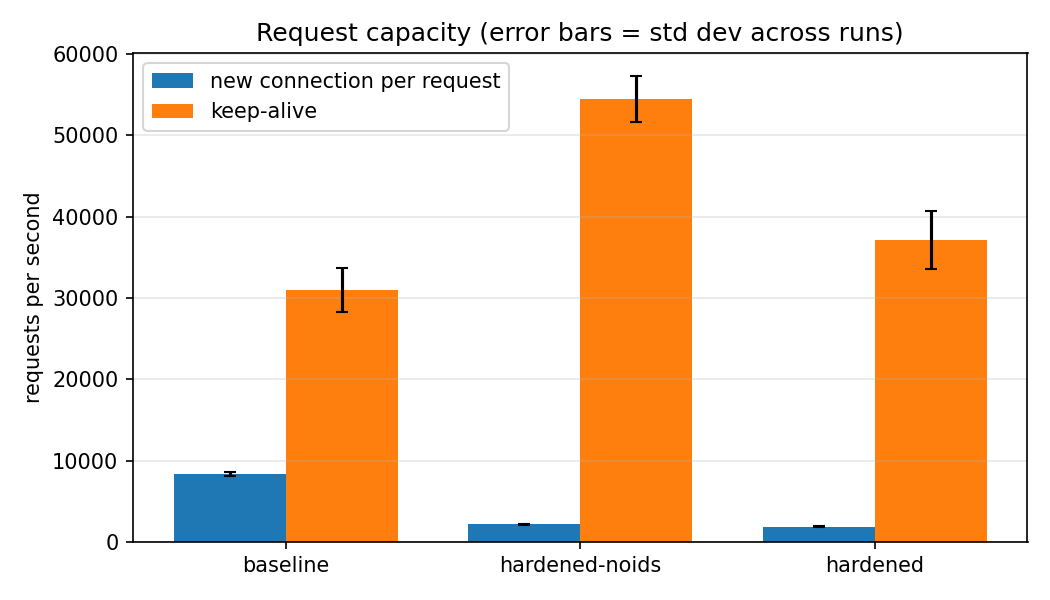 Request capacity (error bars = std dev across runs)
new connection per request
keep-alive
requests per second
60000
50000
40000
30000
20000
10000
0
baseline
hardened-noids
hardened